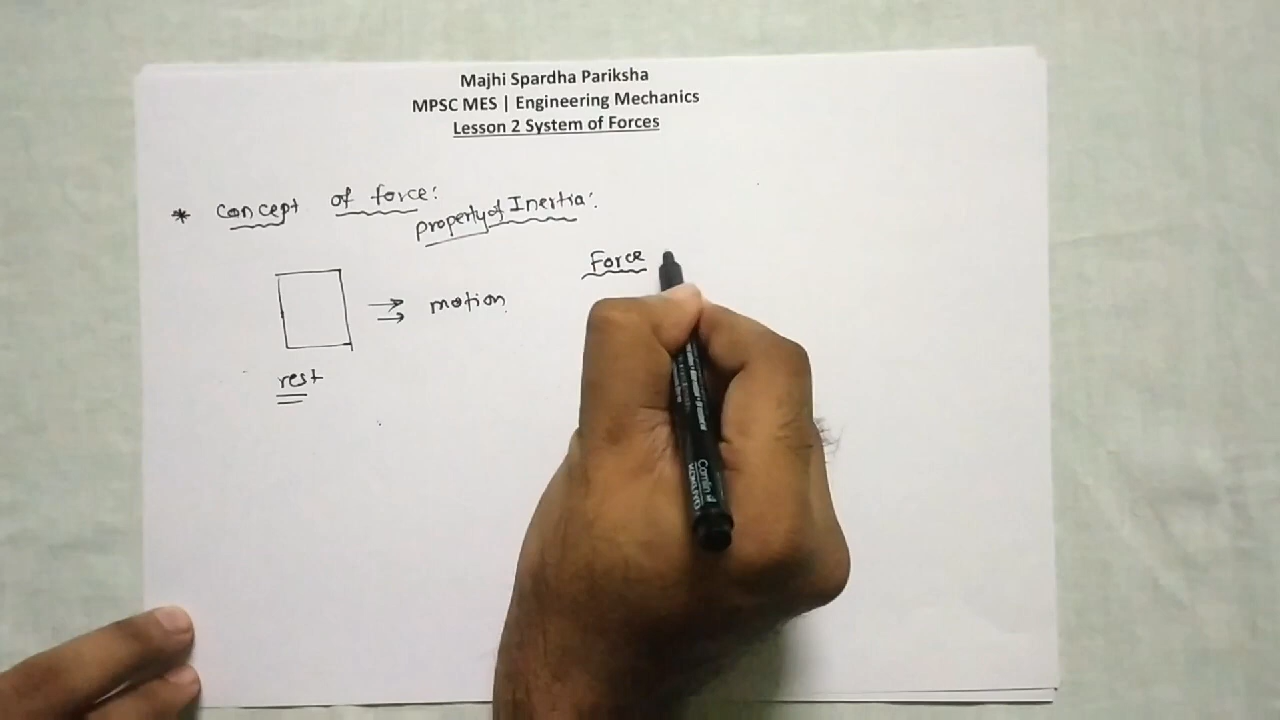 Majhi Spardha Pariksha
MPSC MES | Engineering Mechanics
Lesson 2 System of Forces
* concept of force:
property of Inertia:
Force
motion
rest
Camlin